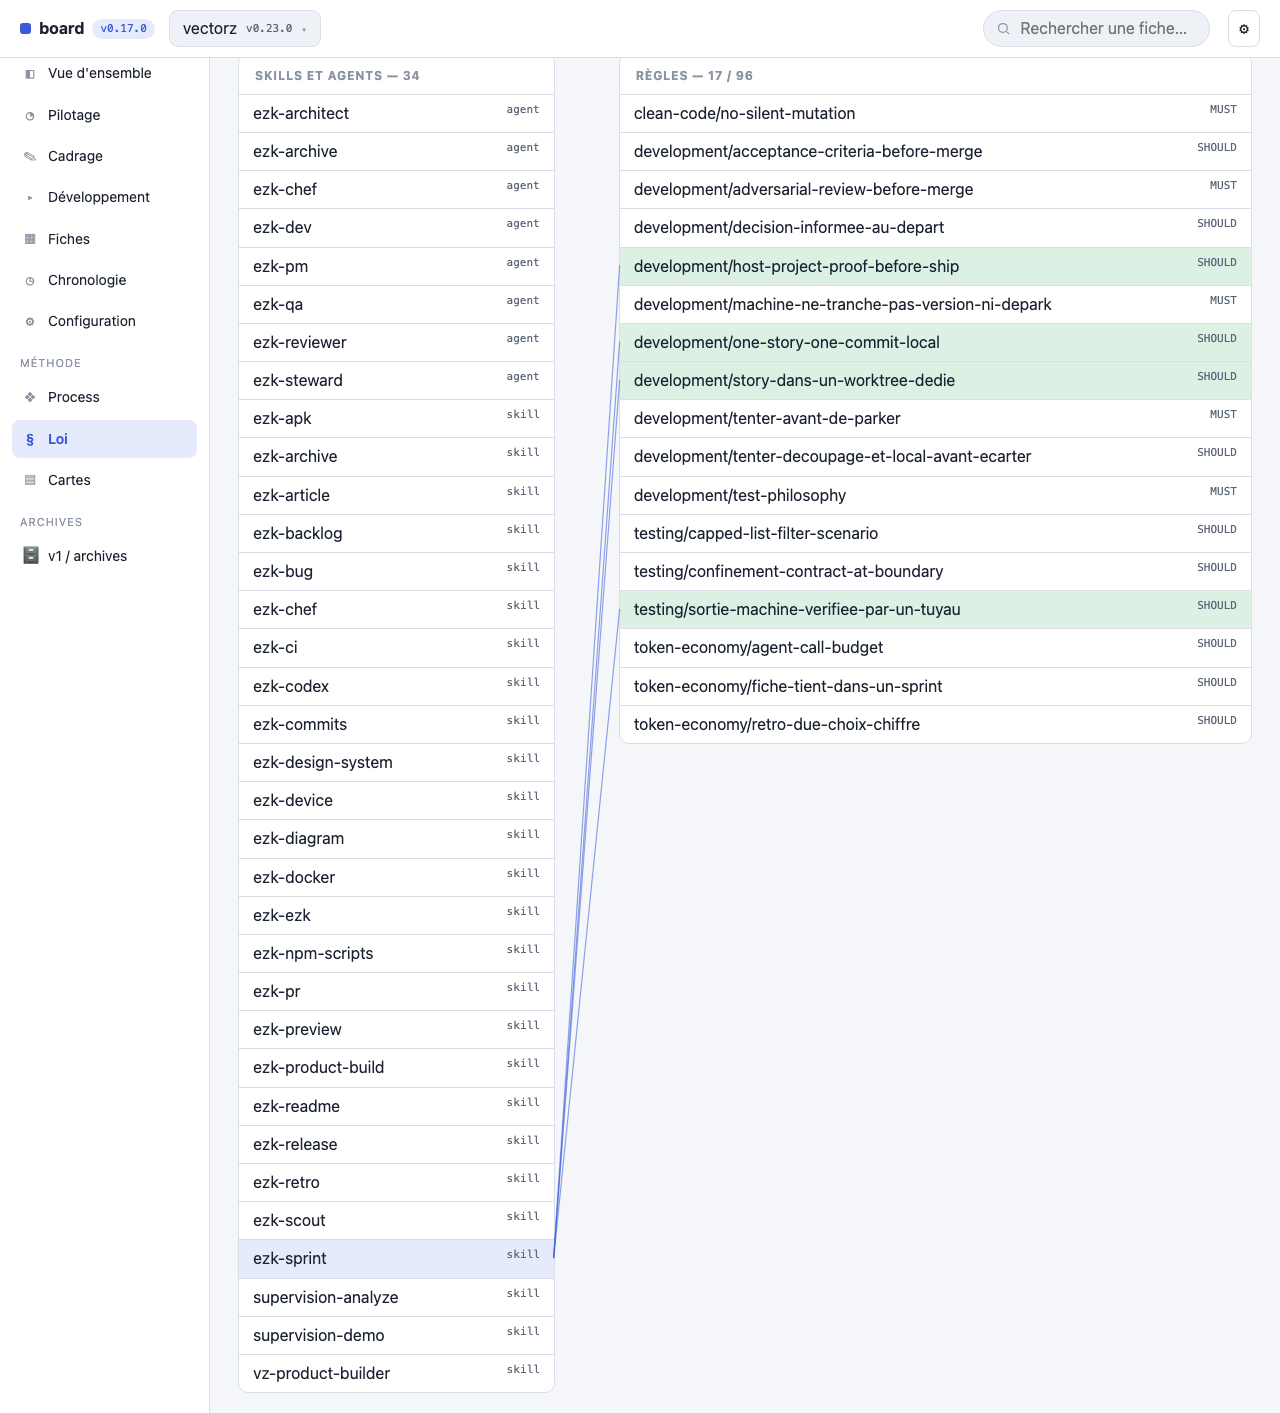 board v0.17.0 vectorz v0.23.0 Rechercher une fiche...
Vue d'ensemble
Pilotage
Cadrage
Développement
Fiches
Chronologie
Configuration
MÉTHODE
Process
§ Loi
Cartes
ARCHIVES
v1 / archives
SKILLS ET AGENTS — 34
ezk-architect agent
ezk-archive agent
ezk-chef agent
ezk-dev agent
ezk-pm agent
ezk-qa agent
ezk-reviewer agent
ezk-steward agent
ezk-apk skill
ezk-archive skill
ezk-article skill
ezk-backlog skill
ezk-bug skill
ezk-chef skill
ezk-ci skill
ezk-codex skill
ezk-commits skill
ezk-design-system skill
ezk-device skill
ezk-diagram skill
ezk-docker skill
ezk-ezk skill
ezk-npm-scripts skill
ezk-pr skill
ezk-preview skill
ezk-product-build skill
ezk-readme skill
ezk-release skill
ezk-retro skill
ezk-scout skill
ezk-sprint skill
supervision-analyze skill
supervision-demo skill
vz-product-builder skill
RÈGLES — 17 / 96
clean-code/no-silent-mutation MUST
development/acceptance-criteria-before-merge SHOULD
development/adversarial-review-before-merge MUST
development/decision-informee-au-depart SHOULD
development/host-project-proof-before-ship SHOULD
development/machine-ne-tranche-pas-version-ni-depark MUST
development/one-story-one-commit-local SHOULD
development/story-dans-un-worktree-dedie SHOULD
development/tenter-avant-de-parker MUST
development/tenter-decoupage-et-local-avant-ecarter SHOULD
development/test-philosophy MUST
testing/capped-list-filter-scenario SHOULD
testing/confinement-contract-at-boundary SHOULD
testing/sortie-machine-verifiee-par-un-tuyau SHOULD
token-economy/agent-call-budget SHOULD
token-economy/fiche-tient-dans-un-sprint SHOULD
token-economy/retro-due-choix-chiffre SHOULD